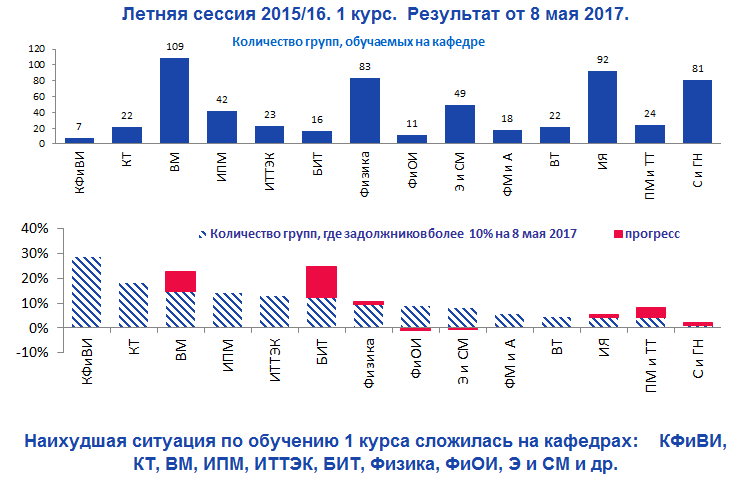 Летняя сессия 2015/16. 1 курс. Результат от 8 мая 2017.
Количество групп, обучаемых на кафедре
120
100
80
60
40
20
0
7
22
109
42
23
16
83
11
49
18
22
92
24
81
КФиВИ
КТ
ВМ
ИПМ
ИТТЭК
БИТ
Физика
ФиОИ
Э и СМ
ФМ и А
ВТ
ИЯ
ПМ и ТТ
С и ГН
Количество групп, где задолжников более 10% на 8 мая 2017
прогресс
40%
30%
20%
10%
0%
-10%
КФиВИ
КТ
ВМ
ИПМ
ИТТЭК
БИТ
Физика
ФиОИ
Э и СМ
ФМ и А
ВТ
ИЯ
ПМ и ТТ
С и ГН
Наихудшая ситуация по обучению 1 курса сложилась на кафедрах: КФиВИ,
КТ, ВМ, ИПМ, ИТТЭК, БИТ, Физика, ФиОИ, Э и СМ и др.